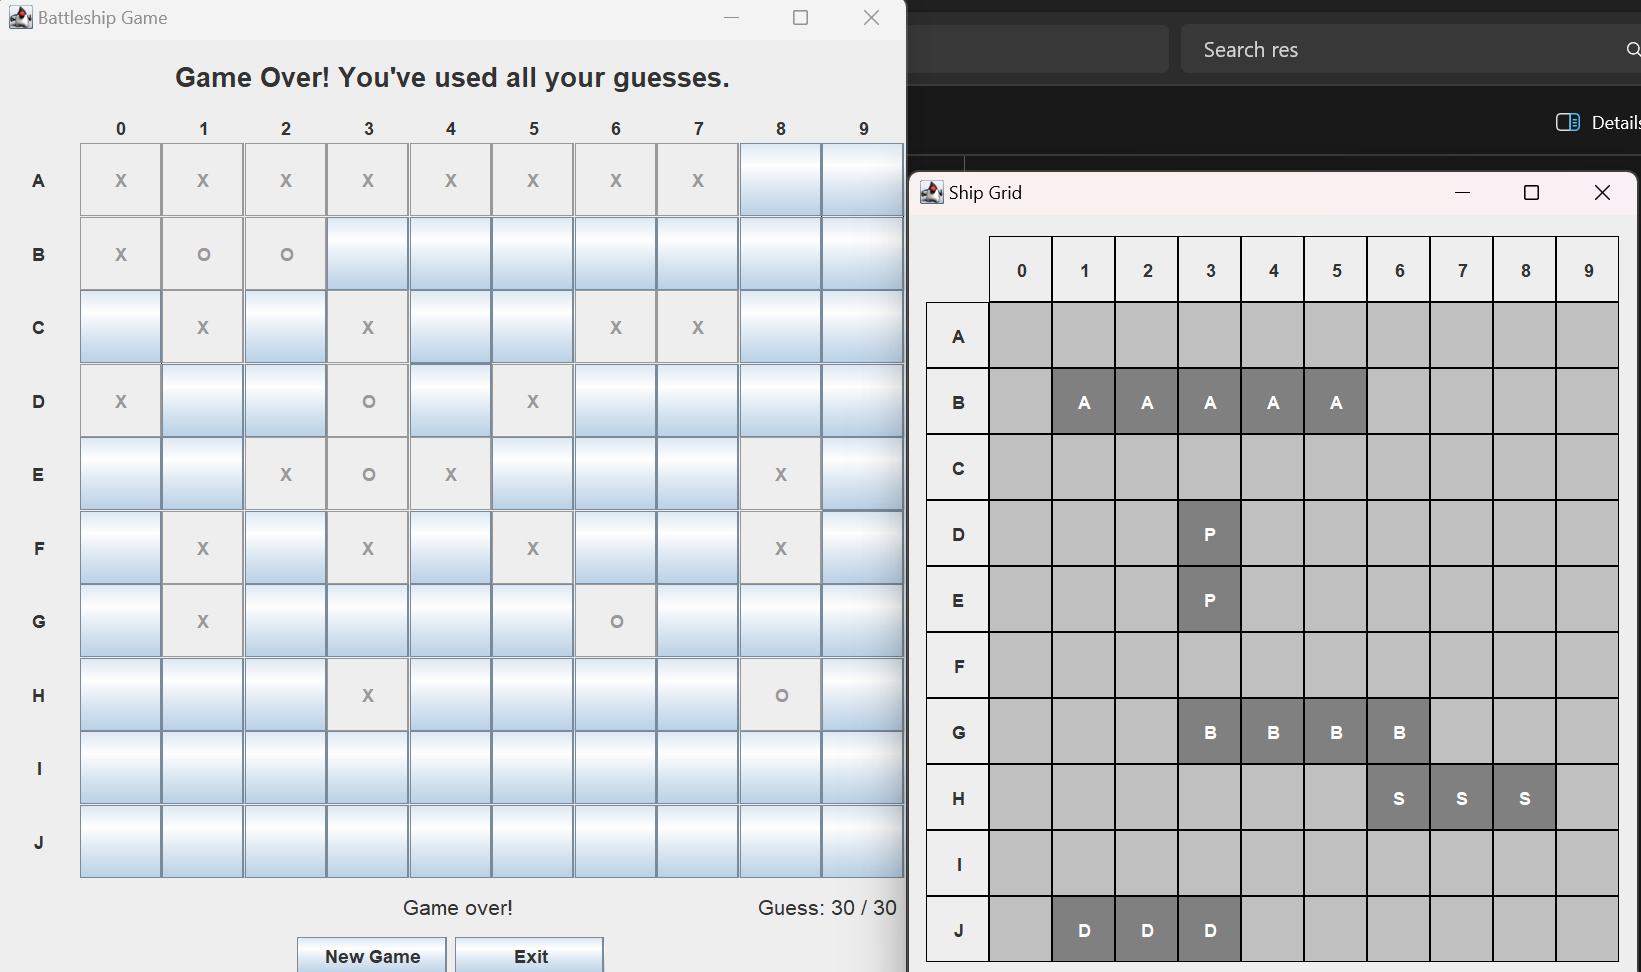 Battleship Game
Game Over! You've used all your guesses.
0 1 2 3 4 5 6 7 8 9
A X X X X X X X X
B X O O
C X X X X
D X O X
E X O X X
F X X X X
G X O
H X O
I
J
Game over! Guess: 30 / 30
New Game Exit
Search res
Details
Ship Grid
0 1 2 3 4 5 6 7 8 9
A
B A A A A A
C
D P
E P
F
G B B B B
H S S S
I
J D D D